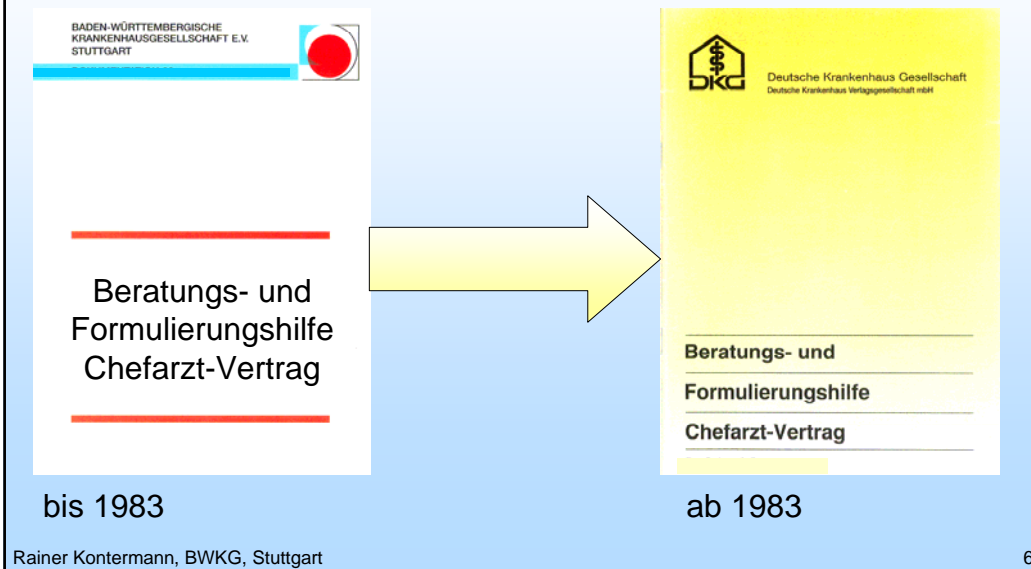 BADEN-WÜRTTEMBERGISCHE
KRANKENHAUSGESELLSCHAFT E.V.
STUTTGART
Beratungs- und
Formulierungshilfe
Chefarzt-Vertrag
bis 1983
DKG
Deutsche Krankenhaus Gesellschaft
Deutsche Krankenhaus Verlagsgesellschaft mbH
Beratungs- und
Formulierungshilfe
Chefarzt-Vertrag
ab 1983
Rainer Kontermann, BWKG, Stuttgart
6